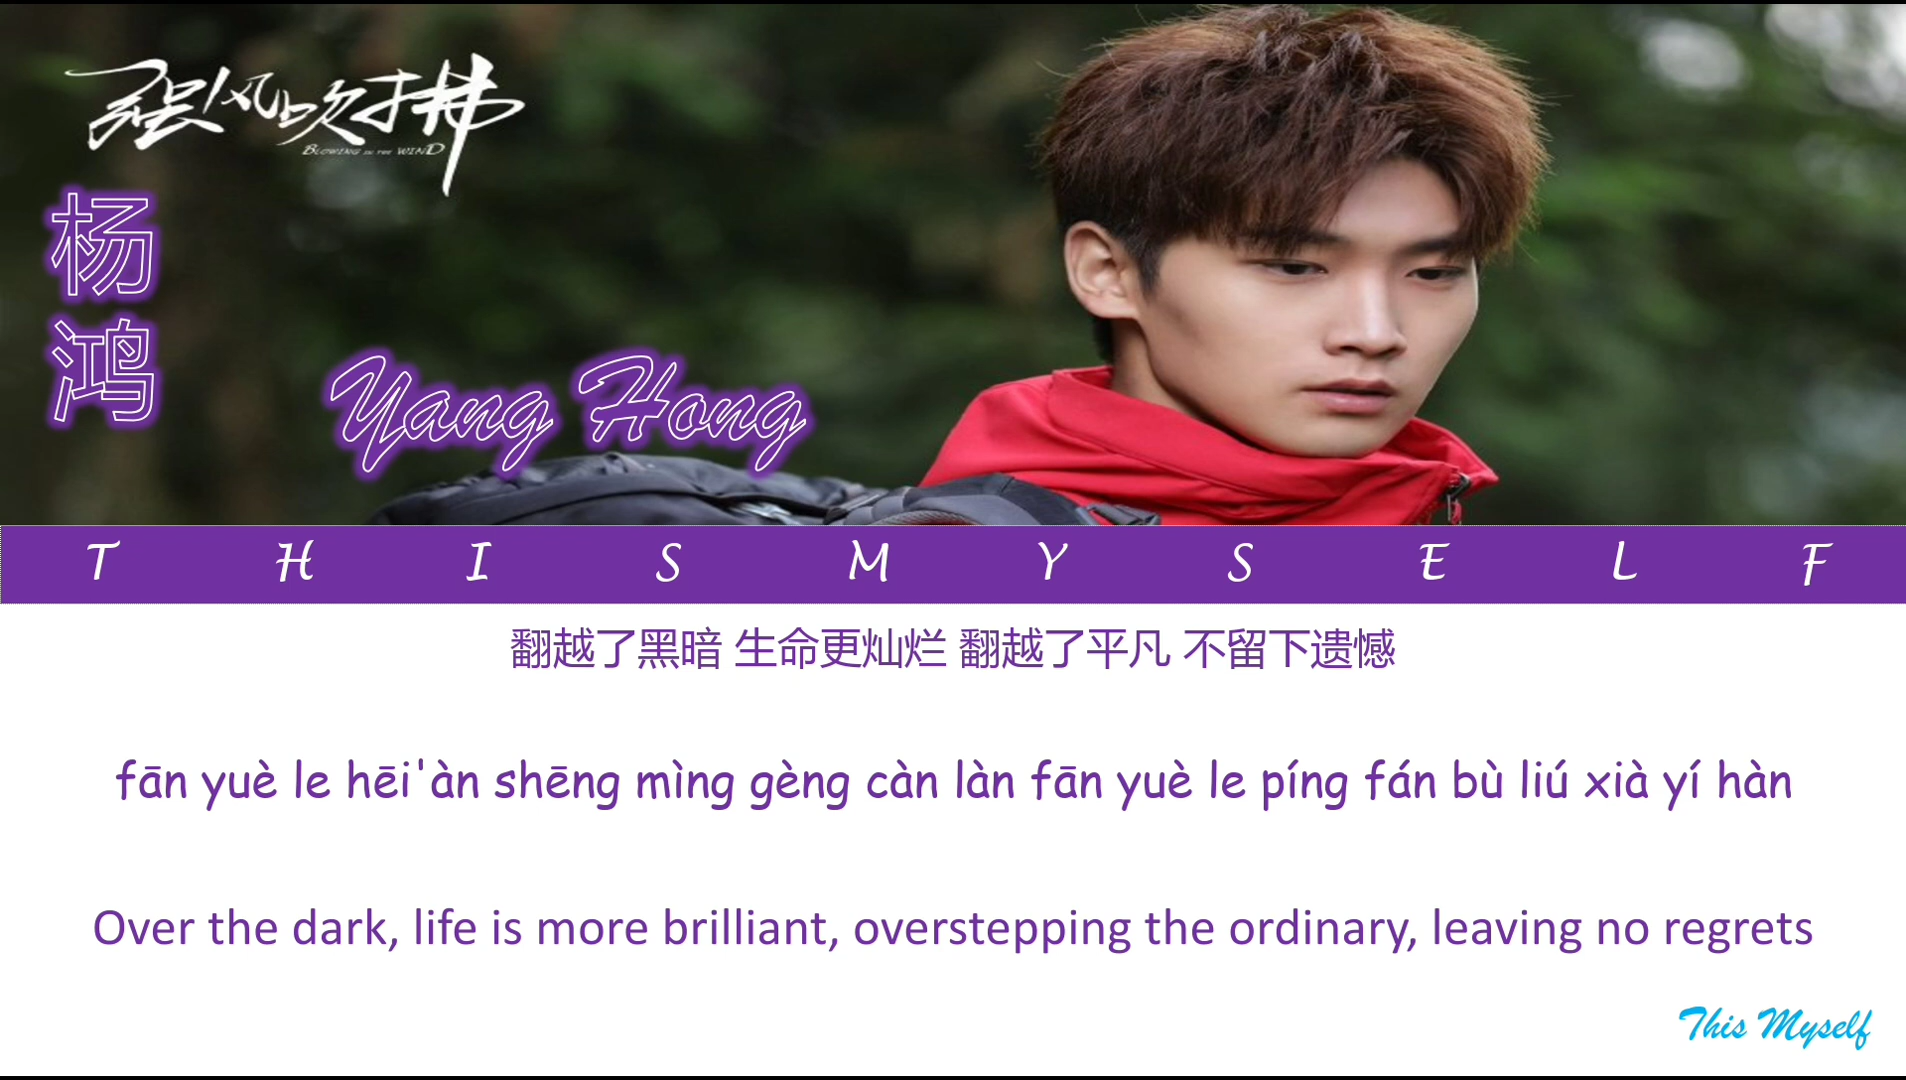 强风吹拂
BLOWING IN THE WIND
杨鸿
Yang Hong
THISMYSELF
翻越了黑暗 生命更灿烂 翻越了平凡 不留下遗憾
fān yuè le hēi'àn shēng mìng gèng càn làn fān yuè le píng fán bù liú xià yí hàn
Over the dark, life is more brilliant, overstepping the ordinary, leaving no regrets
This Myself